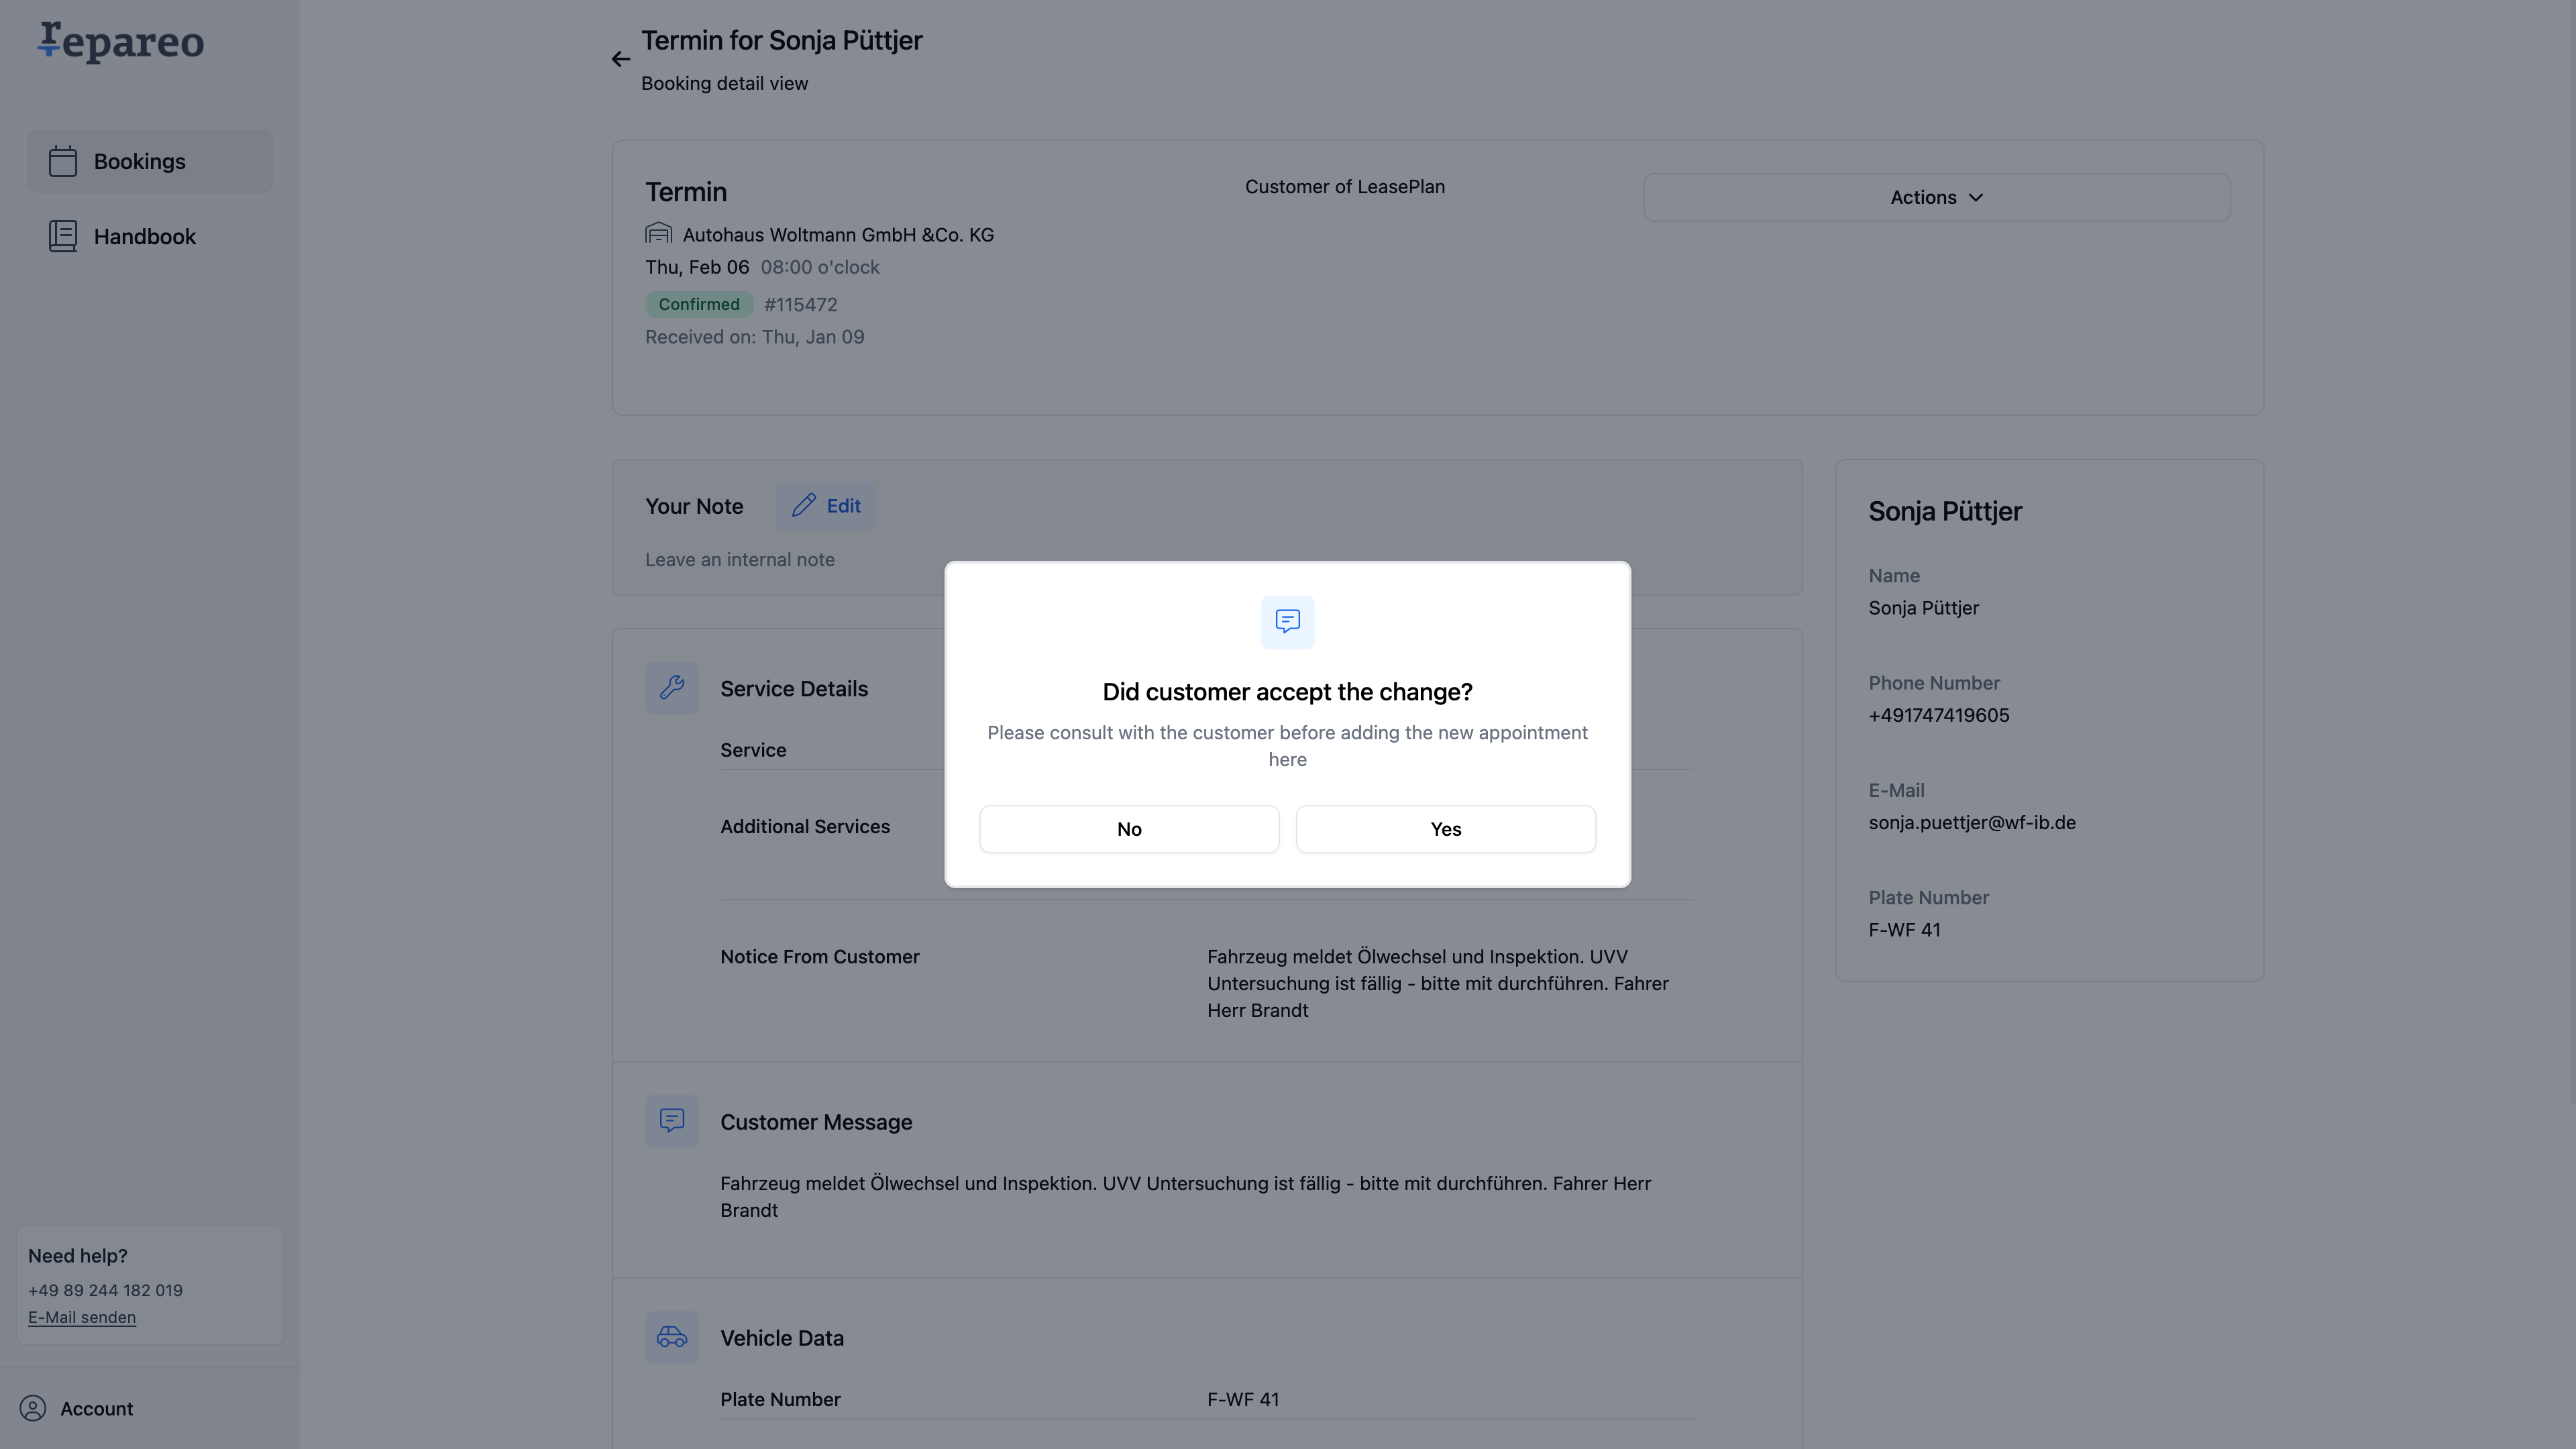 repareo
Bookings
Handbook
Need help?
+49 89 244 182 019
E-Mail senden
Account
Termin for Sonja Püttjer
Booking detail view
Termin
Autohaus Woltmann GmbH &Co. KG
Thu, Feb 06 08:00 o'clock
Confirmed #115472
Received on: Thu, Jan 09
Customer of LeasePlan
Actions
Your Note
Edit
Leave an internal note
Service Details
Service
Additional Services
Notice From Customer
Fahrzeug meldet Ölwechsel und Inspektion. UVV
Untersuchung ist fällig - bitte mit durchführen. Fahrer
Herr Brandt
Customer Message
Fahrzeug meldet Ölwechsel und Inspektion. UVV Untersuchung ist fällig - bitte mit durchführen. Fahrer Herr
Brandt
Vehicle Data
Plate Number F-WF 41
Sonja Püttjer
Name
Sonja Püttjer
Phone Number
+491747419605
E-Mail
sonja.puettjer@wf-ib.de
Plate Number
F-WF 41
Did customer accept the change?
Please consult with the customer before adding the new appointment
here
No
Yes